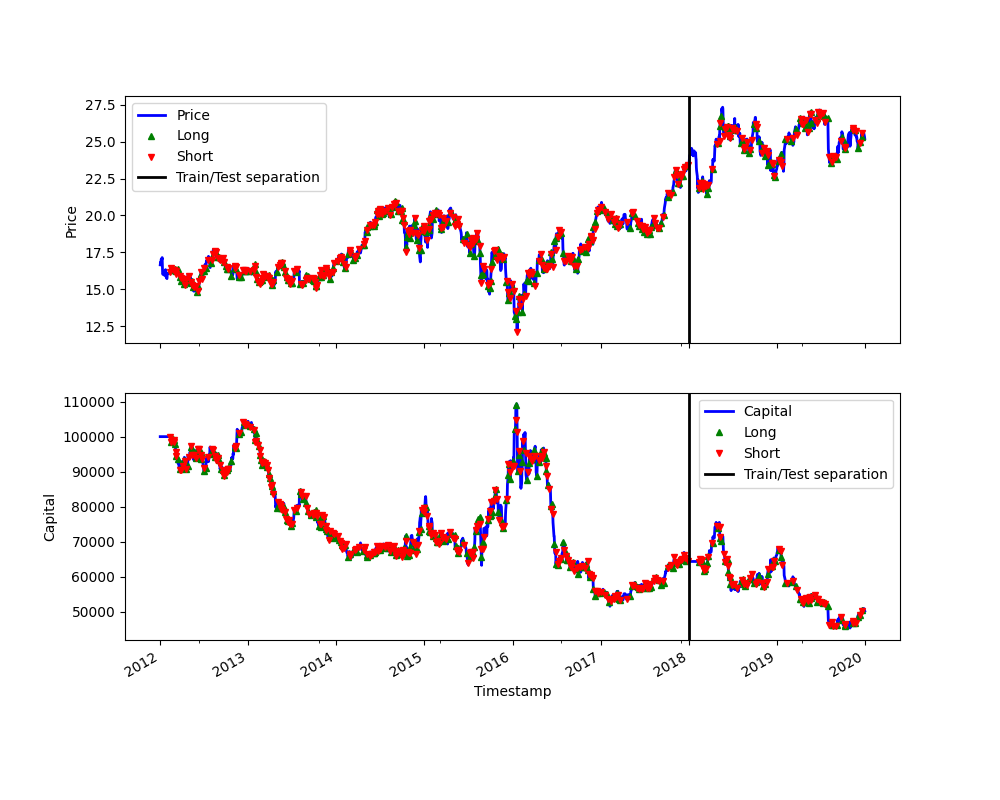 27.5
25.0
22.5
20.0
17.5
15.0
12.5
Price
Price
Long
Short
Train/Test separation
110000
100000
90000
80000
70000
60000
50000
Capital
Capital
Long
Short
Train/Test separation
2012 2013 2014 2015 2016 2017 2018 2019 2020
Timestamp